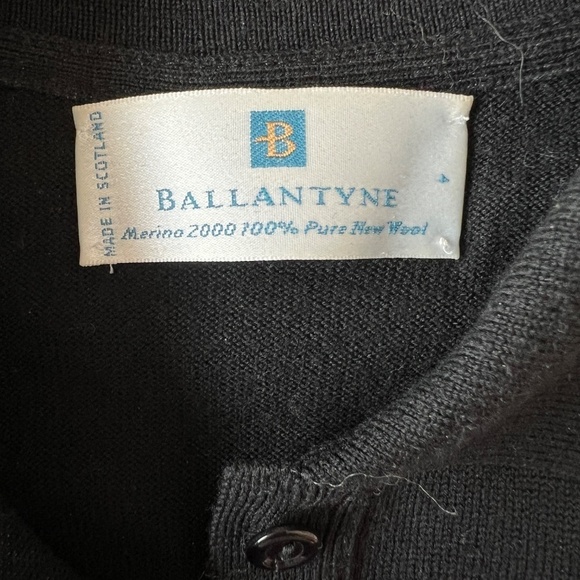 MADE IN SCOTLAND
B
BALLANTYNE
4
Merino 2000 100% Pure New Wool